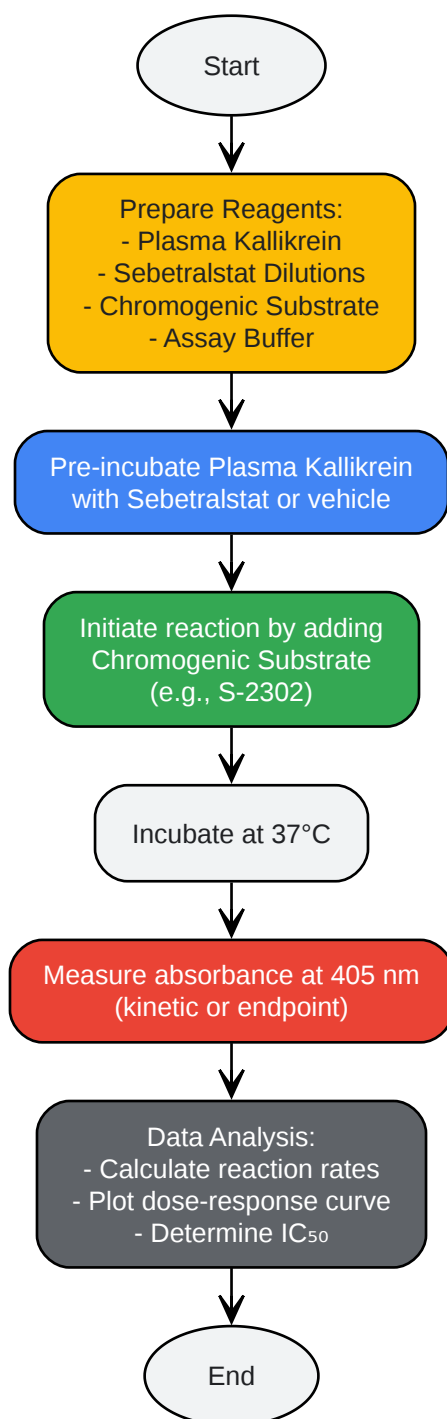 Start
Prepare Reagents:
- Plasma Kallikrein
- Sebetralstat Dilutions
- Chromogenic Substrate
- Assay Buffer
Pre-incubate Plasma Kallikrein
with Sebetralstat or vehicle
Initiate reaction by adding
Chromogenic Substrate
(e.g., S-2302)
Incubate at 37°C
Measure absorbance at 405 nm
(kinetic or endpoint)
Data Analysis:
- Calculate reaction rates
- Plot dose-response curve
- Determine IC₅₀
End